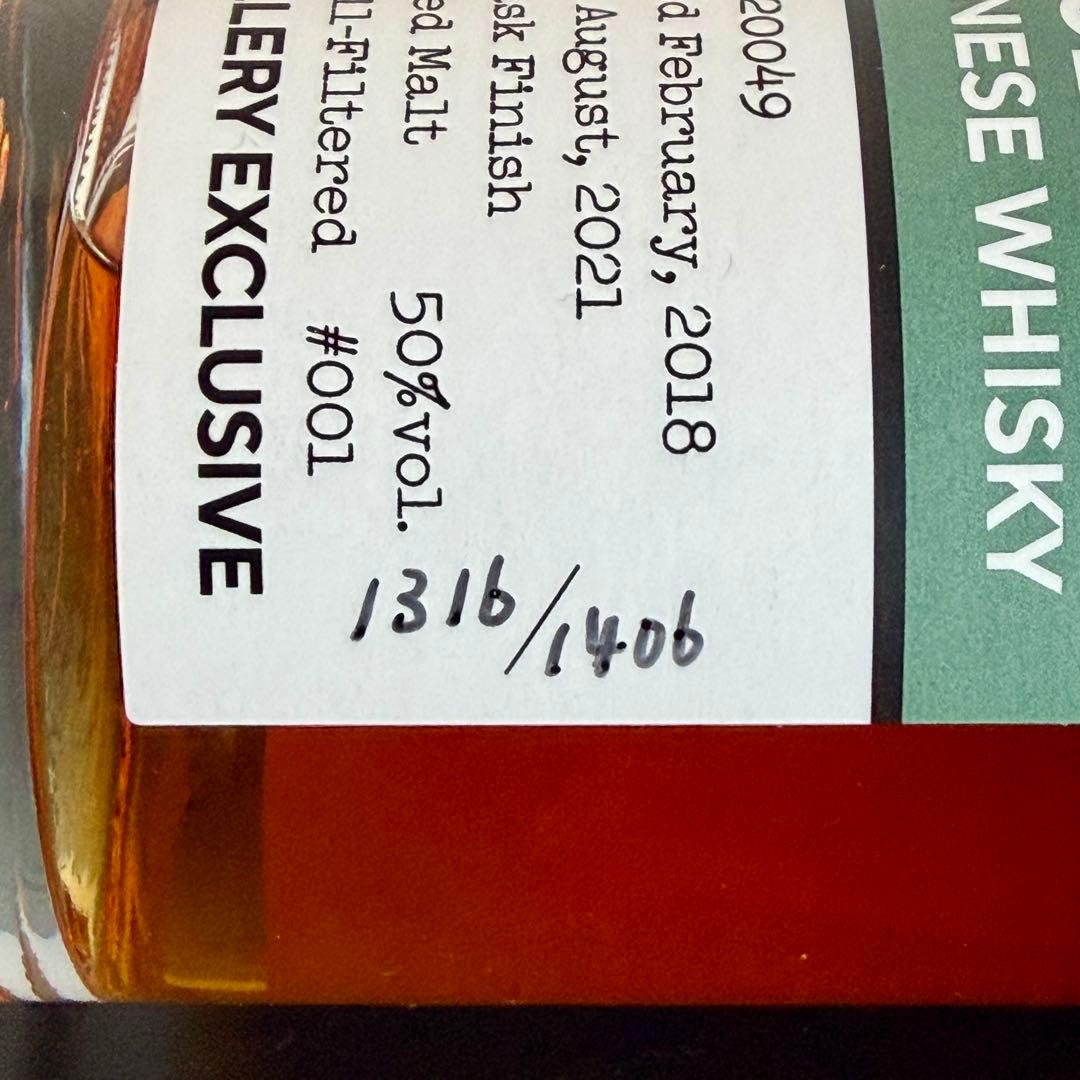 NESE WHISKY
20049
d February, 2018
August, 2021
sk Finish
ed Malt 50%vol.
ll-Filtered #001
LERY EXCLUSIVE
1316/1406